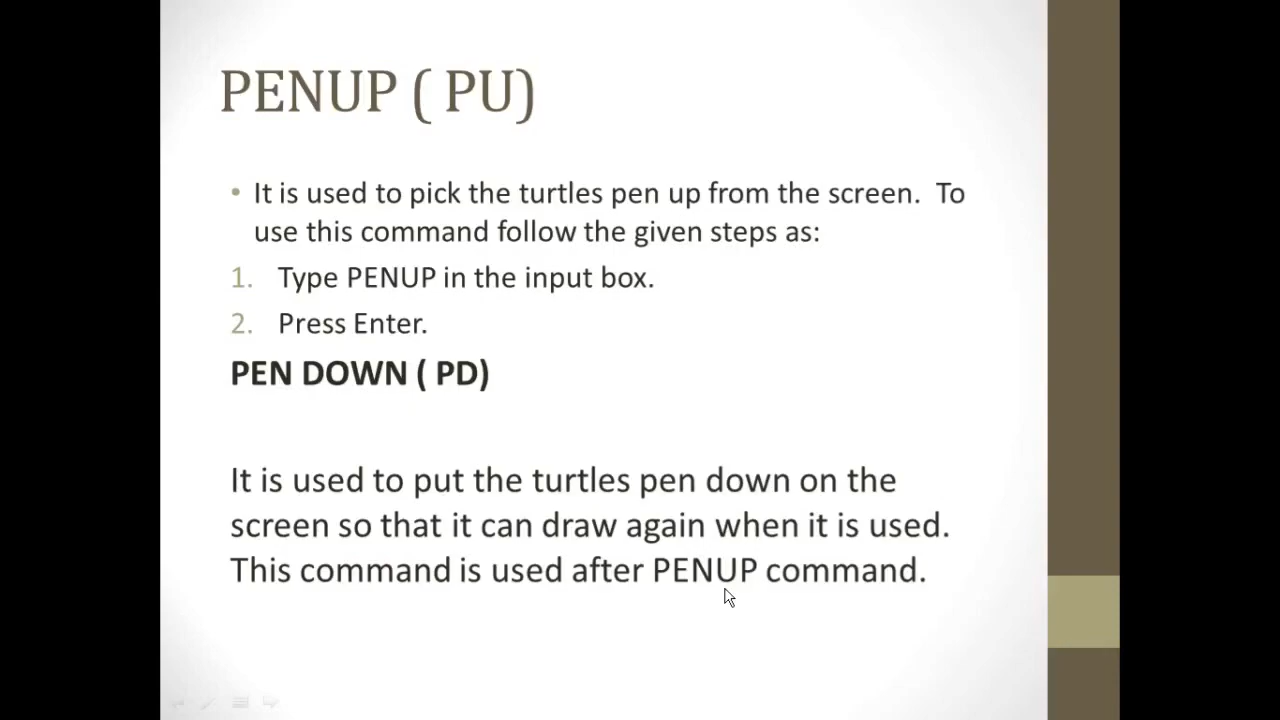 PENUP ( PU)
• It is used to pick the turtles pen up from the screen.  To
use this command follow the given steps as:
1. Type PENUP in the input box.
2. Press Enter.
PEN DOWN ( PD)
It is used to put the turtles pen down on the
screen so that it can draw again when it is used.
This command is used after PENUP command.